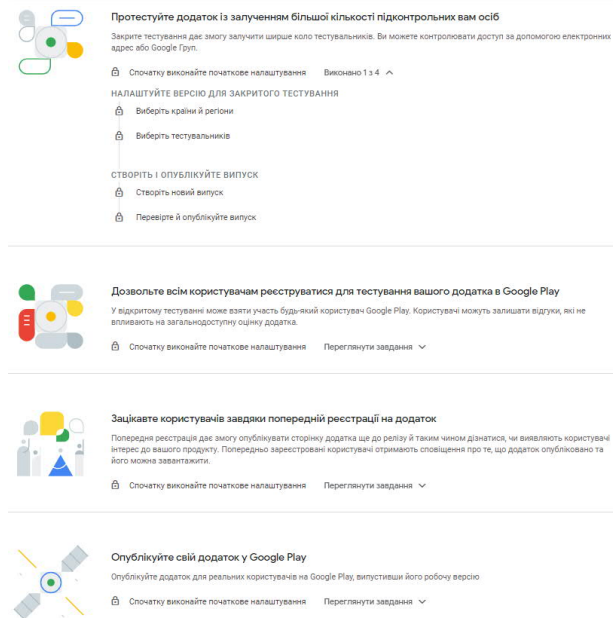 Протестуйте додаток із залученням більшої кількості підконтрольних вам осіб
Закрите тестування дає змогу залучити ширше коло тестувальників. Ви можете контролювати доступ за допомогою електронних
адрес або Google Груп.
Спочатку виконайте початкове налаштування Виконано 1 з 4
НАЛАШТУЙТЕ ВЕРСІЮ ДЛЯ ЗАКРИТОГО ТЕСТУВАННЯ
Виберіть країни й регіони
Виберіть тестувальників
СТВОРІТЬ І ОПУБЛІКУЙТЕ ВИПУСК
Створіть новий випуск
Перевірте й опублікуйте випуск
Дозвольте всім користувачам реєструватися для тестування вашого додатка в Google Play
У відкритому тестуванні може взяти участь будь-який користувач Google Play. Користувачі можуть залишати відгуки, які не
впливають на загальнодоступну оцінку додатка.
Спочатку виконайте початкове налаштування Переглянути завдання
Зацікавте користувачів завдяки попередній реєстрації на додаток
Попередня реєстрація дає змогу опублікувати сторінку додатка ще до релізу й таким чином дізнатися, чи виявляють користувачі
інтерес до вашого продукту. Попередньо зареєстровані користувачі отримають сповіщення про те, що додаток опубліковано та
його можна завантажити.
Спочатку виконайте початкове налаштування Переглянути завдання
Опублікуйте свій додаток у Google Play
Опублікуйте додаток для реальних користувачів на Google Play, випустивши його робочу версію
Спочатку виконайте початкове налаштування Переглянути завдання